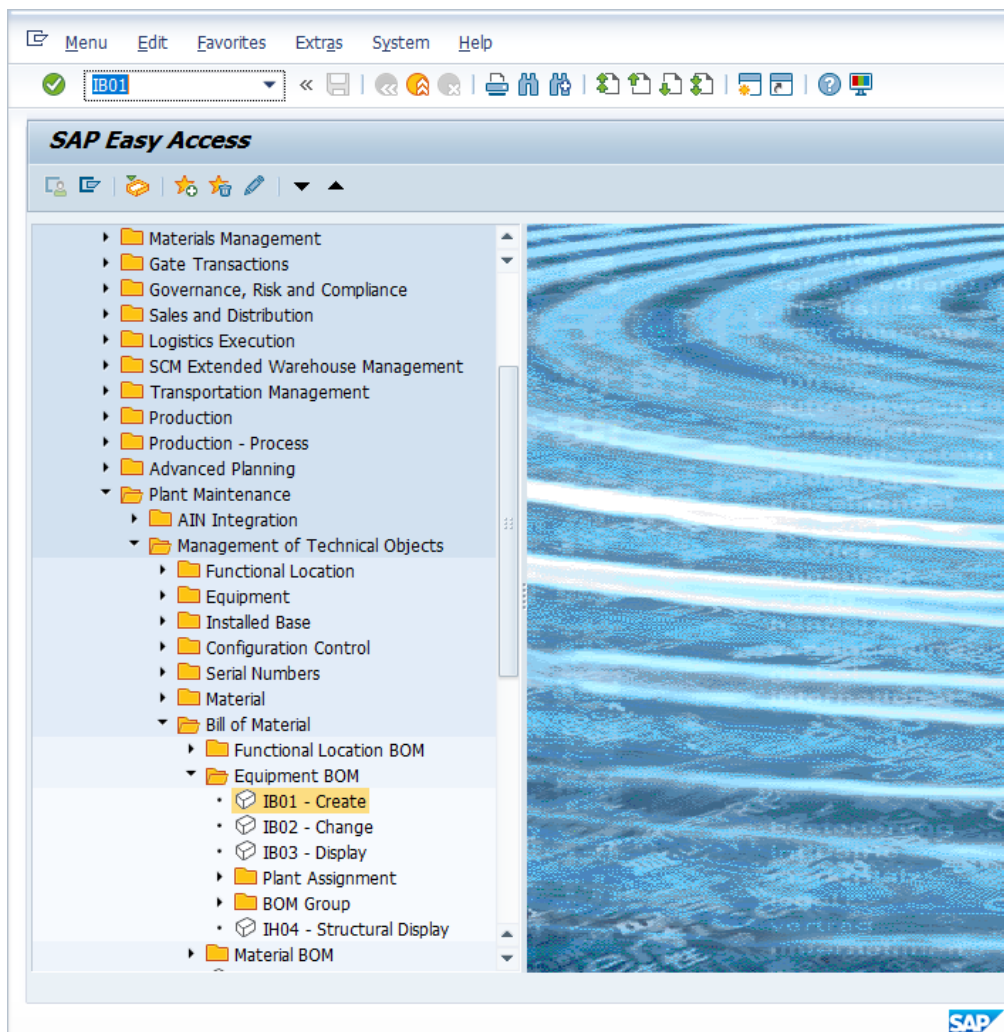 Menu Edit Favorites Extras System Help
IB01
SAP Easy Access
Materials Management
Gate Transactions
Governance, Risk and Compliance
Sales and Distribution
Logistics Execution
SCM Extended Warehouse Management
Transportation Management
Production
Production - Process
Advanced Planning
Plant Maintenance
AIN Integration
Management of Technical Objects
Functional Location
Equipment
Installed Base
Configuration Control
Serial Numbers
Material
Bill of Material
Functional Location BOM
Equipment BOM
IB01 - Create
IB02 - Change
IB03 - Display
Plant Assignment
BOM Group
IH04 - Structural Display
Material BOM
SAP